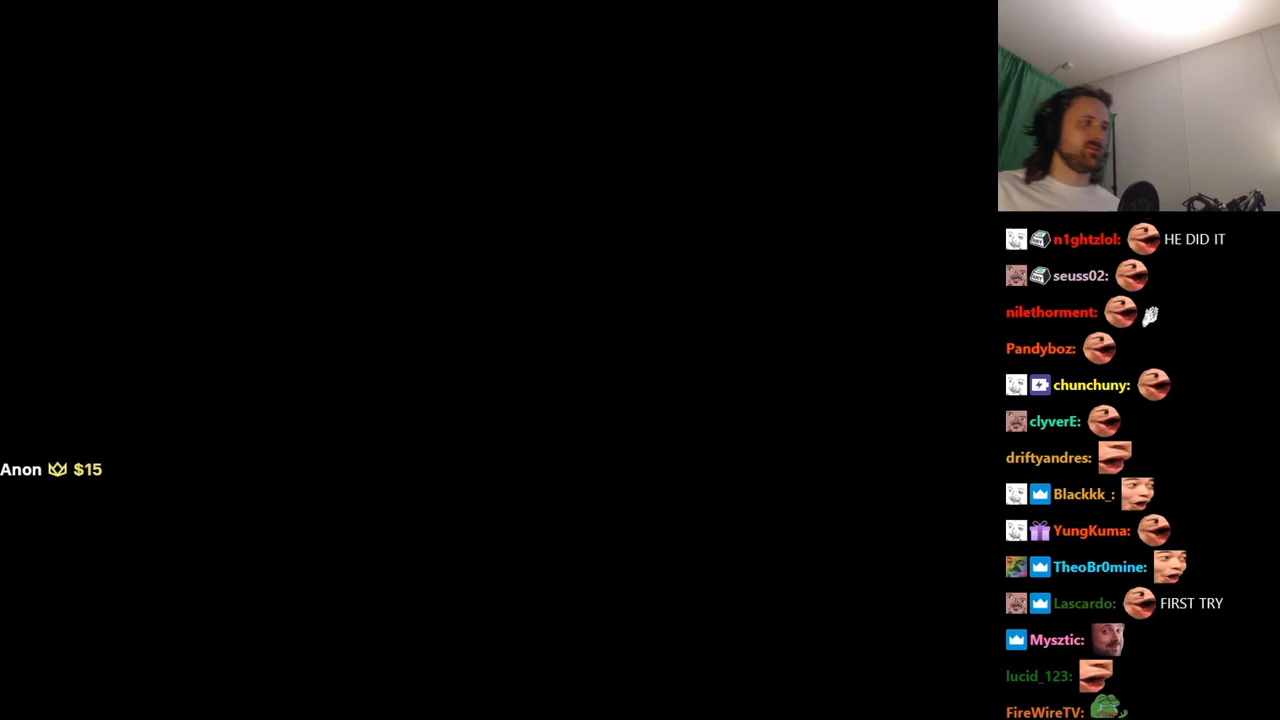 n1ghtzlol: HE DID IT
seuss02:
nilethorment:
Pandyboz:
chunchuny:
clyverE:
driftyandres:
Anon $15
Blackkk_:
YungKuma:
TheoBr0mine:
Lascardo: FIRST TRY
Mysztic:
lucid_123:
FireWireTV: